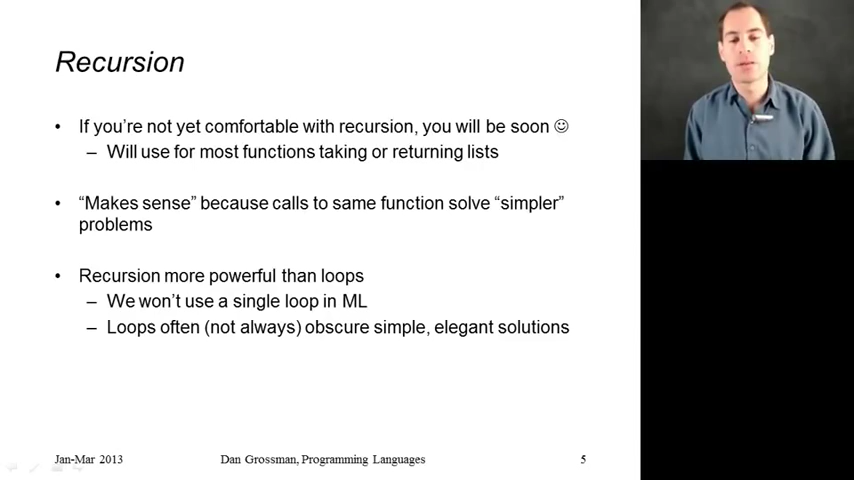 Recursion
• If you're not yet comfortable with recursion, you will be soon ☺
– Will use for most functions taking or returning lists
• “Makes sense” because calls to same function solve “simpler”
problems
• Recursion more powerful than loops
– We won't use a single loop in ML
– Loops often (not always) obscure simple, elegant solutions
Jan-Mar 2013 Dan Grossman, Programming Languages 5